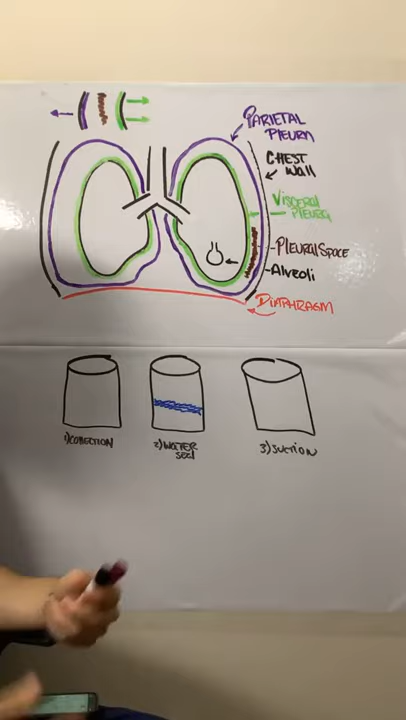 PARIETAL
PLEURA
CHEST
WALL
VISCERAL
PLEURA
-PLEURAL SPACE
-Alveoli
DIAPHRAGM
1) COLLECTION
2) WATER
SEAL
3) SUCTION